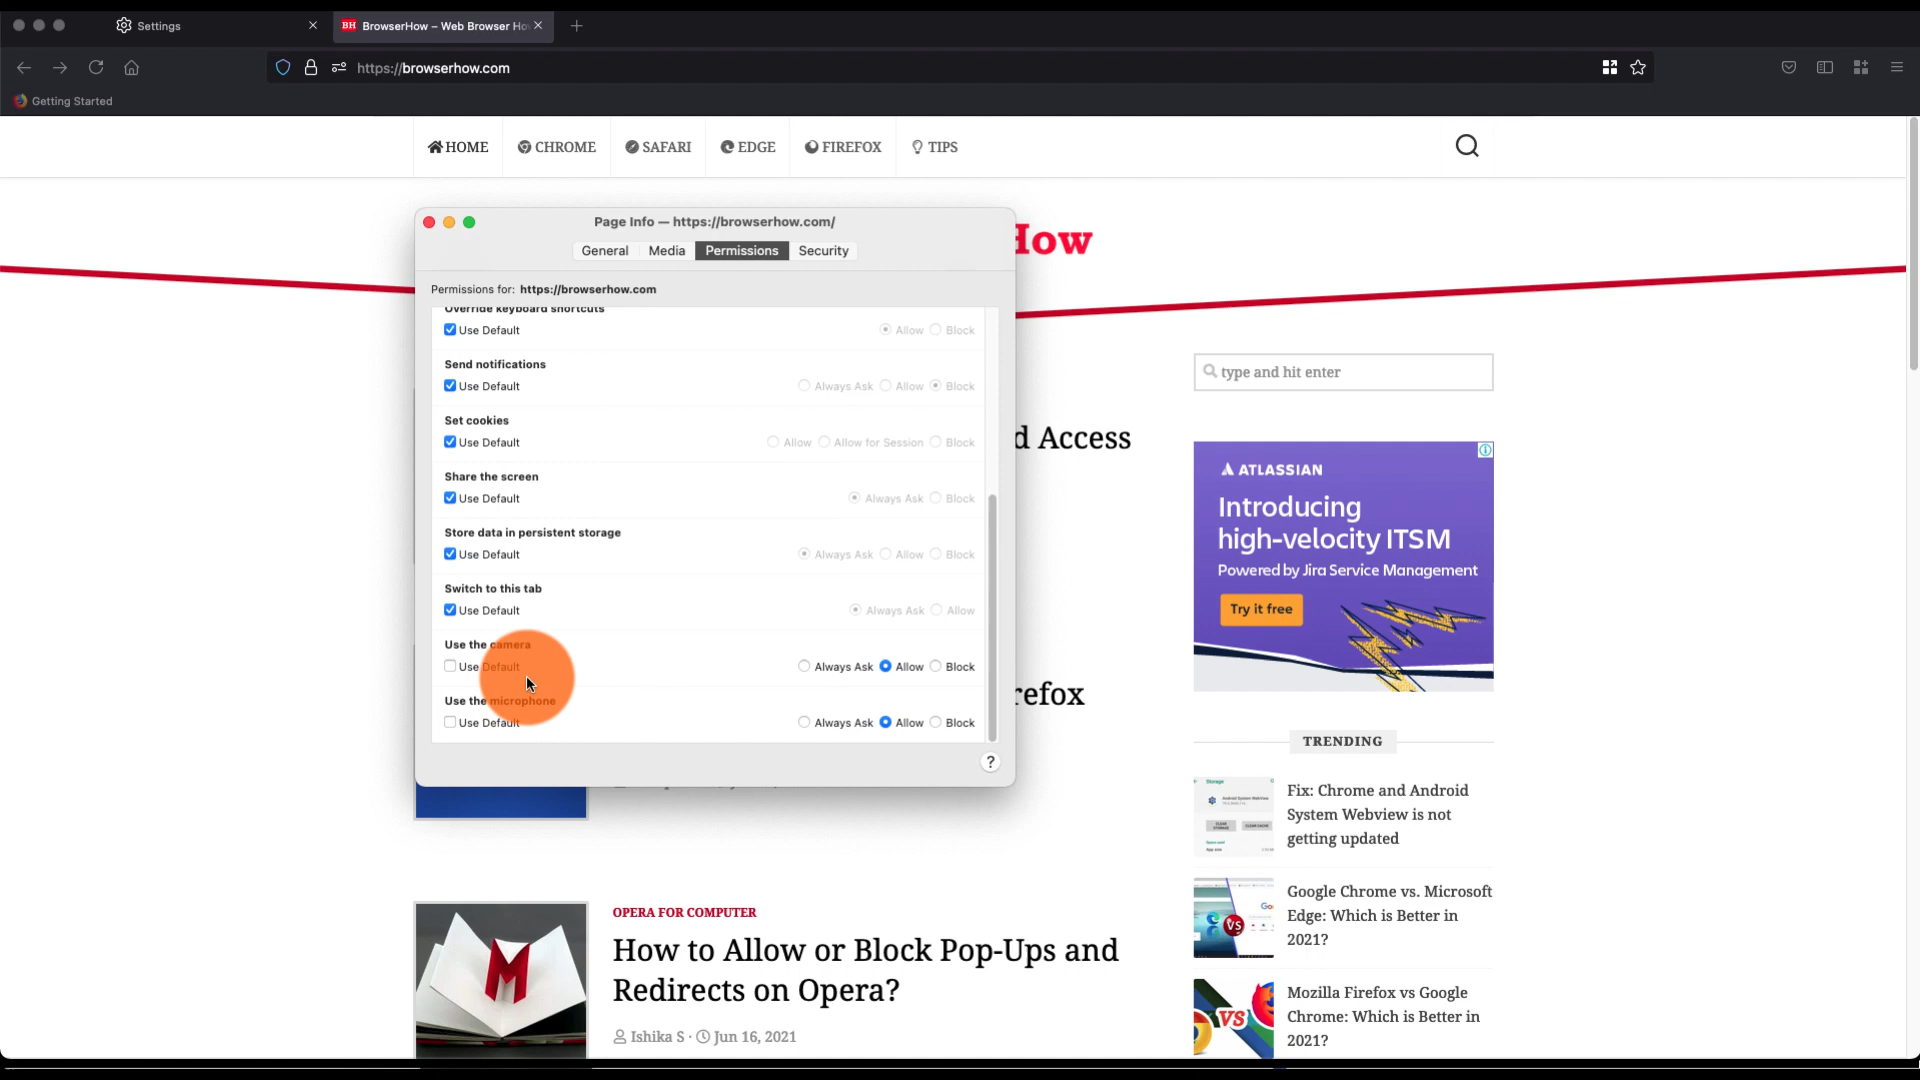 Settings
BH BrowserHow – Web Browser Ho
https://browserhow.com
Getting Started
HOME
CHROME
SAFARI
EDGE
FIREFOX
TIPS
How
Page Info — https://browserhow.com/
General
Media
Permissions
Security
Permissions for: https://browserhow.com
Override keyboard shortcuts
Use Default
Allow
Block
Send notifications
Use Default
Always Ask
Allow
Block
Set cookies
Use Default
Allow
Allow for Session
Block
Share the screen
Use Default
Always Ask
Block
Store data in persistent storage
Use Default
Always Ask
Allow
Block
Switch to this tab
Use Default
Always Ask
Allow
Use the camera
Use Default
Always Ask
Allow
Block
Use the microphone
Use Default
Always Ask
Allow
Block
?
d Access
refox
type and hit enter
ATLASSIAN
Introducing
high-velocity ITSM
Powered by Jira Service Management
Try it free
TRENDING
Storage
Fix: Chrome and Android
System Webview is not
getting updated
VS
Google Chrome vs. Microsoft
Edge: Which is Better in
2021?
VS
Mozilla Firefox vs Google
Chrome: Which is Better in
2021?
OPERA FOR COMPUTER
How to Allow or Block Pop-Ups and
Redirects on Opera?
Ishika S · Jun 16, 2021